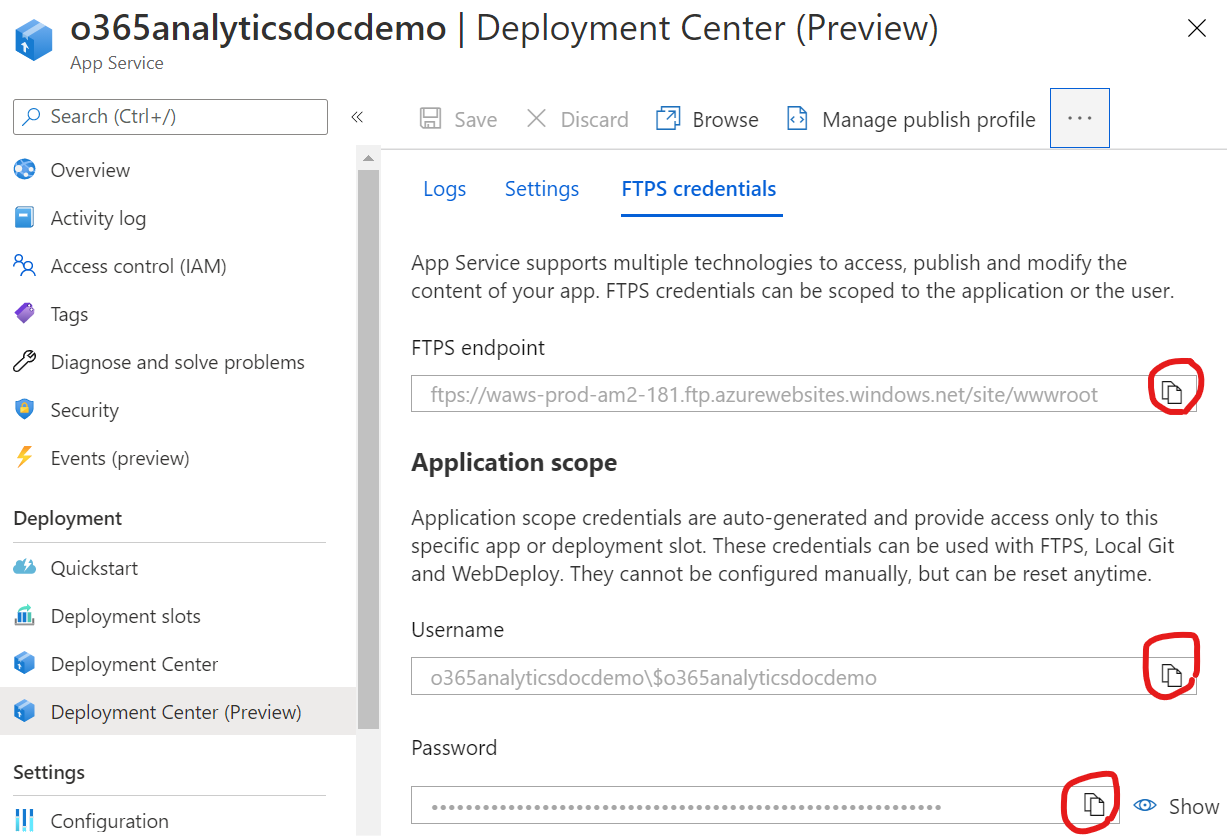 o365analyticsdocdemo | Deployment Center (Preview)
App Service
Search (Ctrl+/)
«
Overview
Activity log
Access control (IAM)
Tags
Diagnose and solve problems
Security
Events (preview)
Deployment
Quickstart
Deployment slots
Deployment Center
Deployment Center (Preview)
Settings
Configuration
Save
Discard
Browse
Manage publish profile
...
Logs
Settings
FTPS credentials
App Service supports multiple technologies to access, publish and modify the
content of your app. FTPS credentials can be scoped to the application or the user.
FTPS endpoint
ftps://waws-prod-am2-181.ftp.azurewebsites.windows.net/site/wwwroot
Application scope
Application scope credentials are auto-generated and provide access only to this
specific app or deployment slot. These credentials can be used with FTPS, Local Git
and WebDeploy. They cannot be configured manually, but can be reset anytime.
Username
o365analyticsdocdemo\$o365analyticsdocdemo
Password
Show